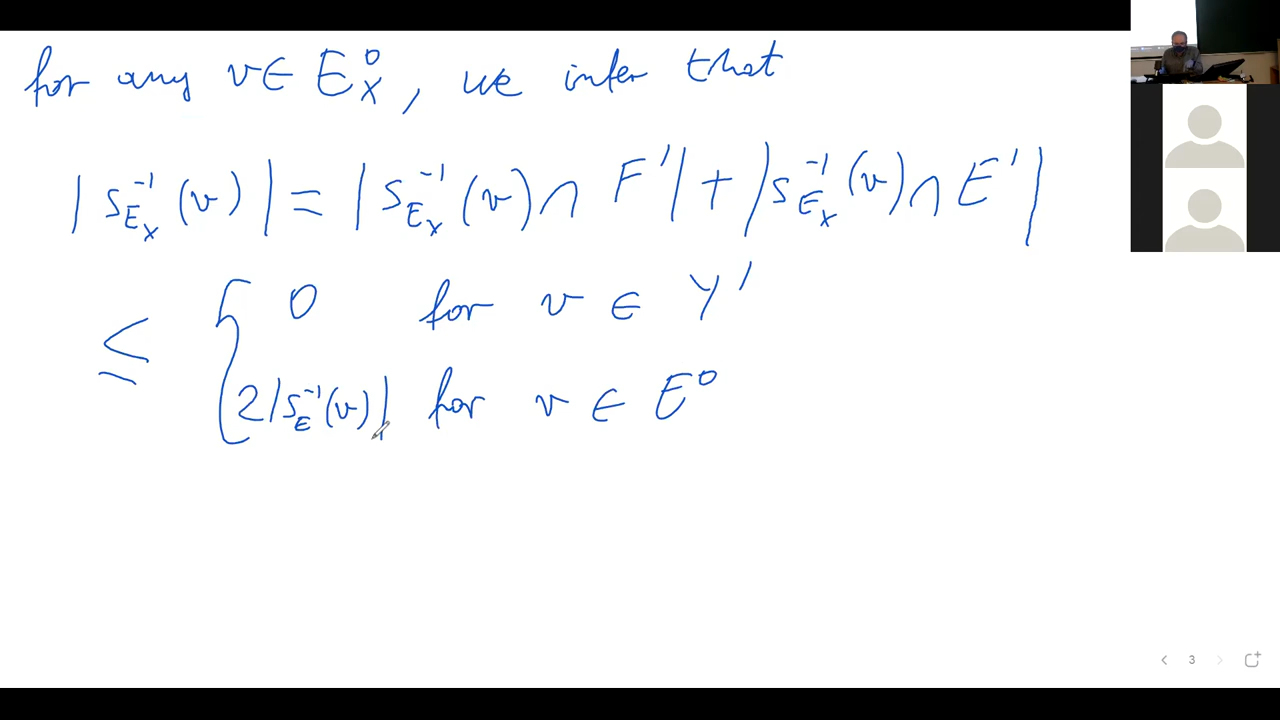 for any v ∈ E_X^0, we infer that
|s_{E_X}^{-1}(v)| = |s_{E_X}^{-1}(v) ∩ F'| + |s_{E_X}^{-1}(v) ∩ E'|
≤ { 0 for v ∈ Y'
2|s_E^{-1}(v)| for v ∈ E^0
3